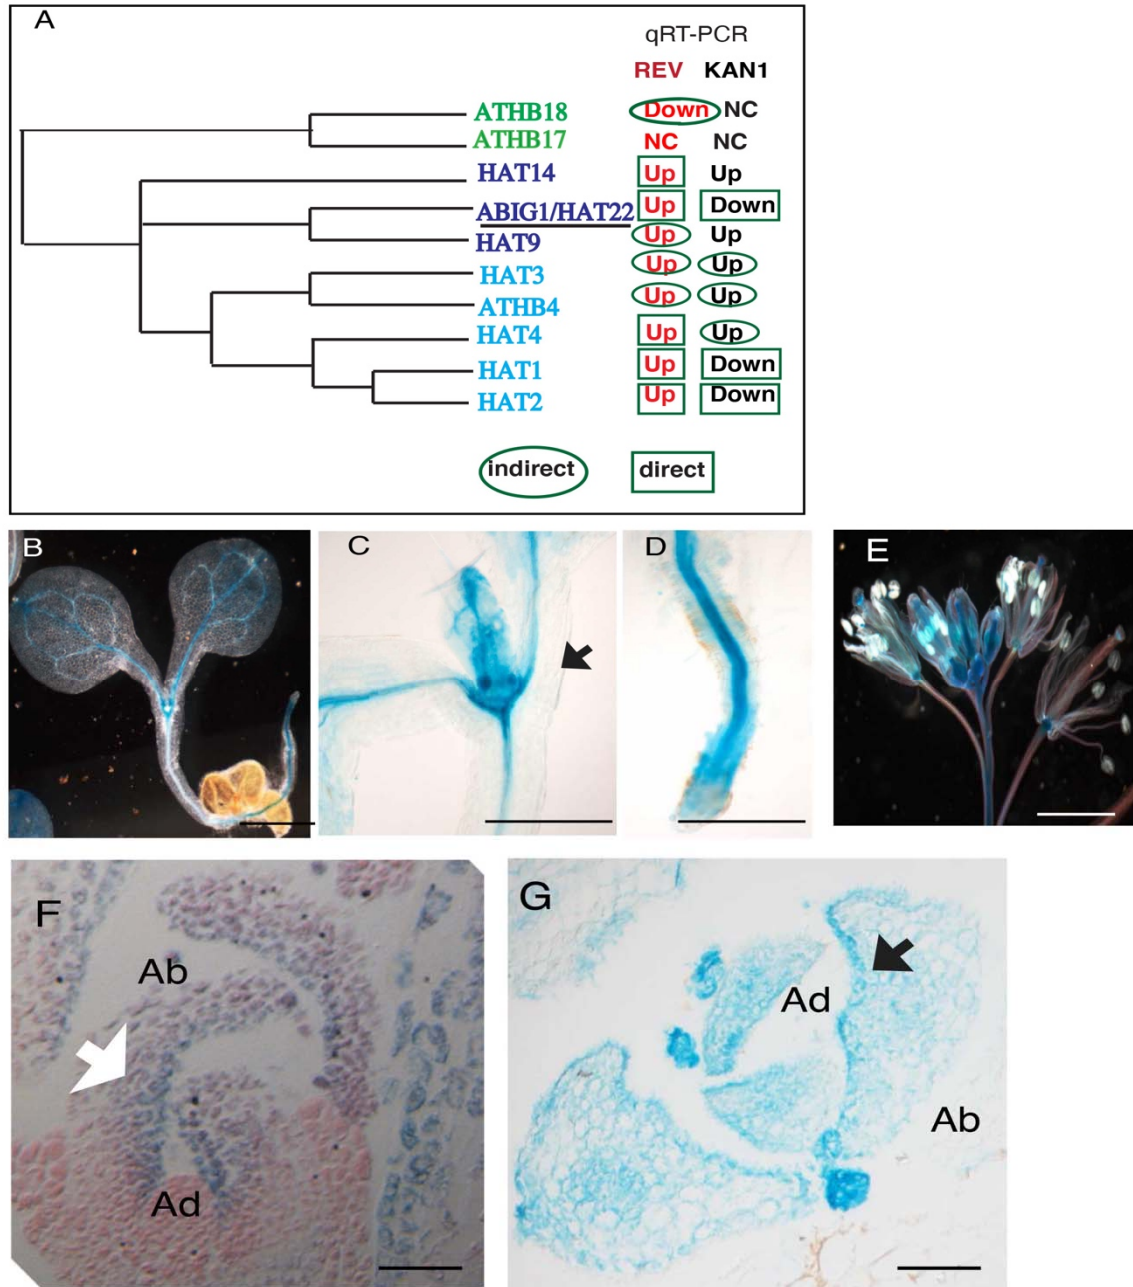 A
qRT-PCR
REV KAN1
ATHB18 Down NC
ATHB17 NC NC
HAT14 Up Up
ABIG1/HAT22 Up Down
HAT9 Up Up
HAT3 Up Up
ATHB4 Up Up
HAT4 Up Up
HAT1 Up Down
HAT2 Up Down
indirect direct
B
C
D
E
F
Ab
Ad
G
Ad
Ab